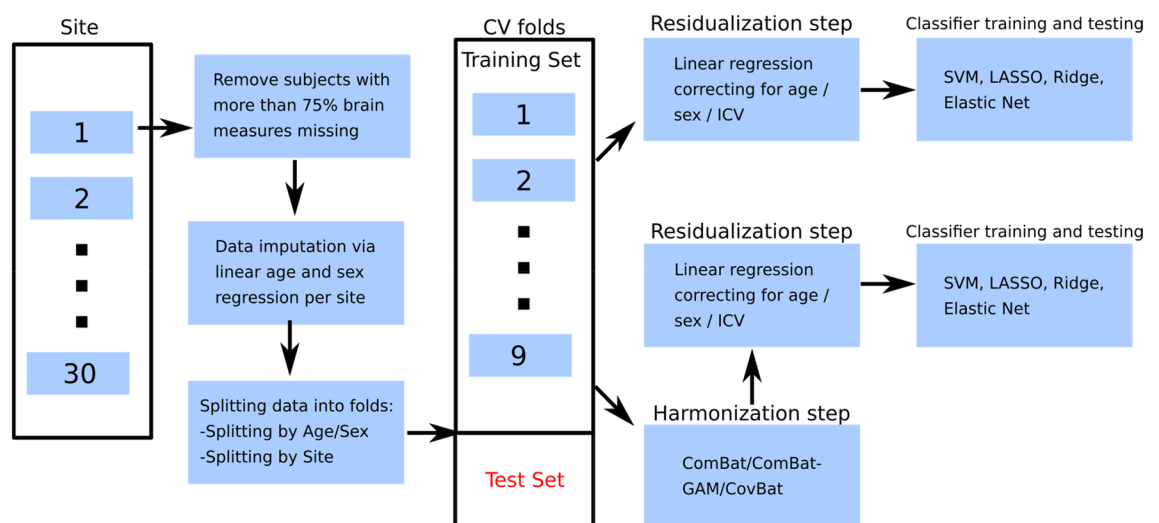 Site
1
2
30
Remove subjects with
more than 75% brain
measures missing
Data imputation via
linear age and sex
regression per site
Splitting data into folds:
-Splitting by Age/Sex
-Splitting by Site
CV folds
Training Set
1
2
9
Test Set
Residualization step
Linear regression
correcting for age /
sex / ICV
Classifier training and testing
SVM, LASSO, Ridge,
Elastic Net
Residualization step
Linear regression
correcting for age /
sex / ICV
Classifier training and testing
SVM, LASSO, Ridge,
Elastic Net
Harmonization step
ComBat/ComBat-
GAM/CovBat